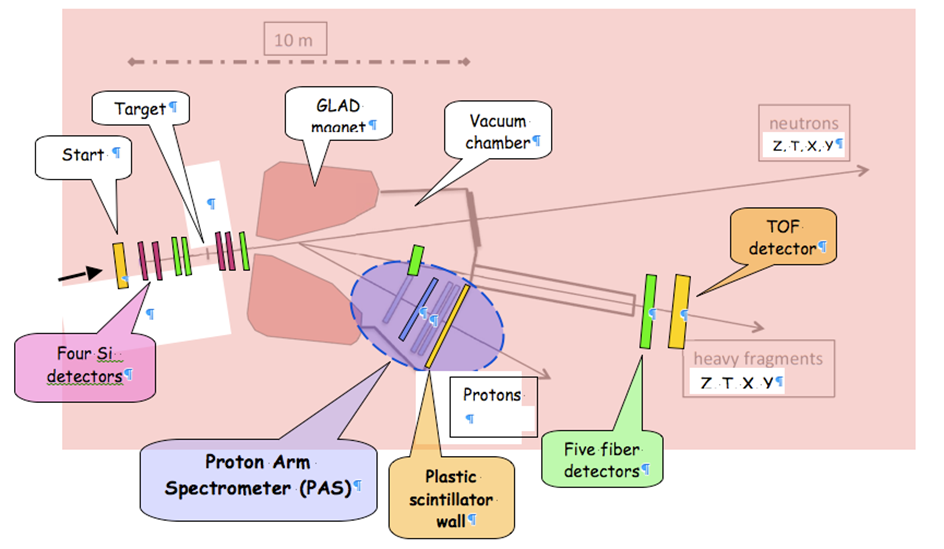 10 m
Target¶
GLAD
magnet¶
Vacuum
chamber¶
Start ¶
neutrons
Z, T, X, Y¶
¶
TOF
detector¶
¶
¶
¶ ¶
¶
¶
Four Si
detectors¶
heavy fragments
Z T X Y¶
Protons
¶
Five fiber
detectors¶
Proton Arm
Spectrometer (PAS)¶
Plastic
scintillator
wall¶